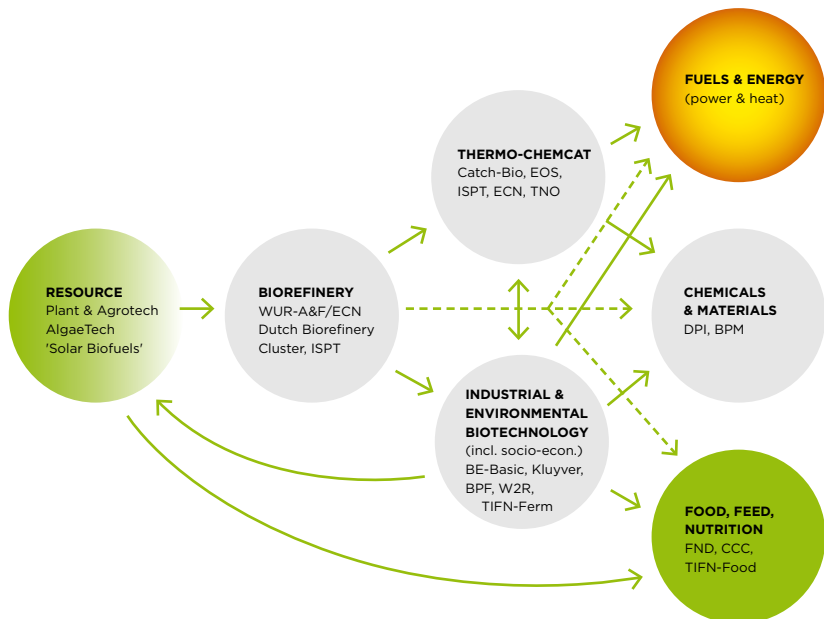 FUELS & ENERGY
(power & heat)
THERMO-CHEMCAT
Catch-Bio, EOS,
ISPT, ECN, TNO
RESOURCE
Plant & Agrotech
AlgaeTech
'Solar Biofuels'
BIOREFINERY
WUR-A&F/ECN
Dutch Biorefinery
Cluster, ISPT
CHEMICALS
& MATERIALS
DPI, BPM
INDUSTRIAL &
ENVIRONMENTAL
BIOTECHNOLOGY
(incl. socio-econ.)
BE-Basic, Kluyver,
BPF, W2R,
TIFN-Ferm
FOOD, FEED,
NUTRITION
FND, CCC,
TIFN-Food